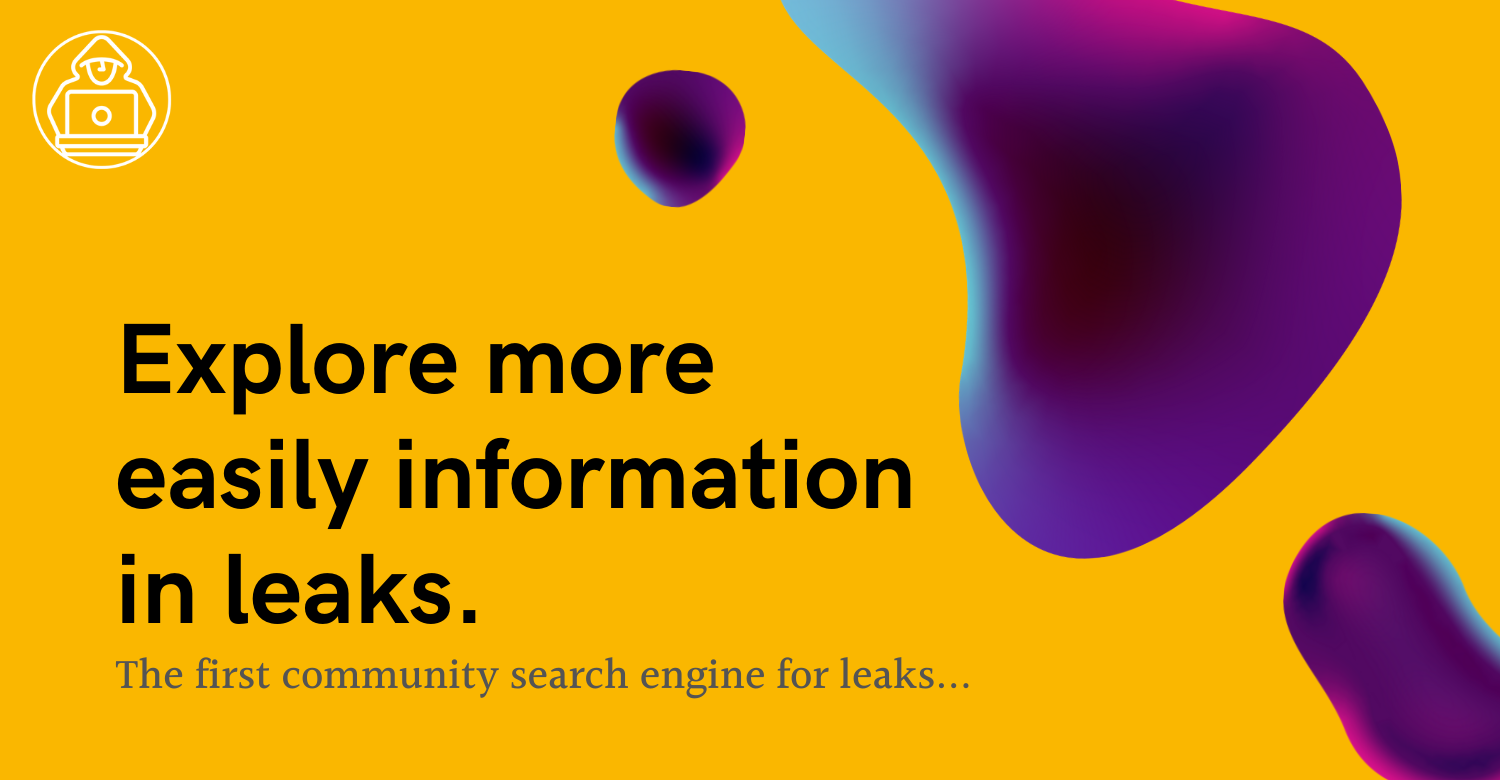 Explore more
easily information
in leaks.
The first community search engine for leaks...